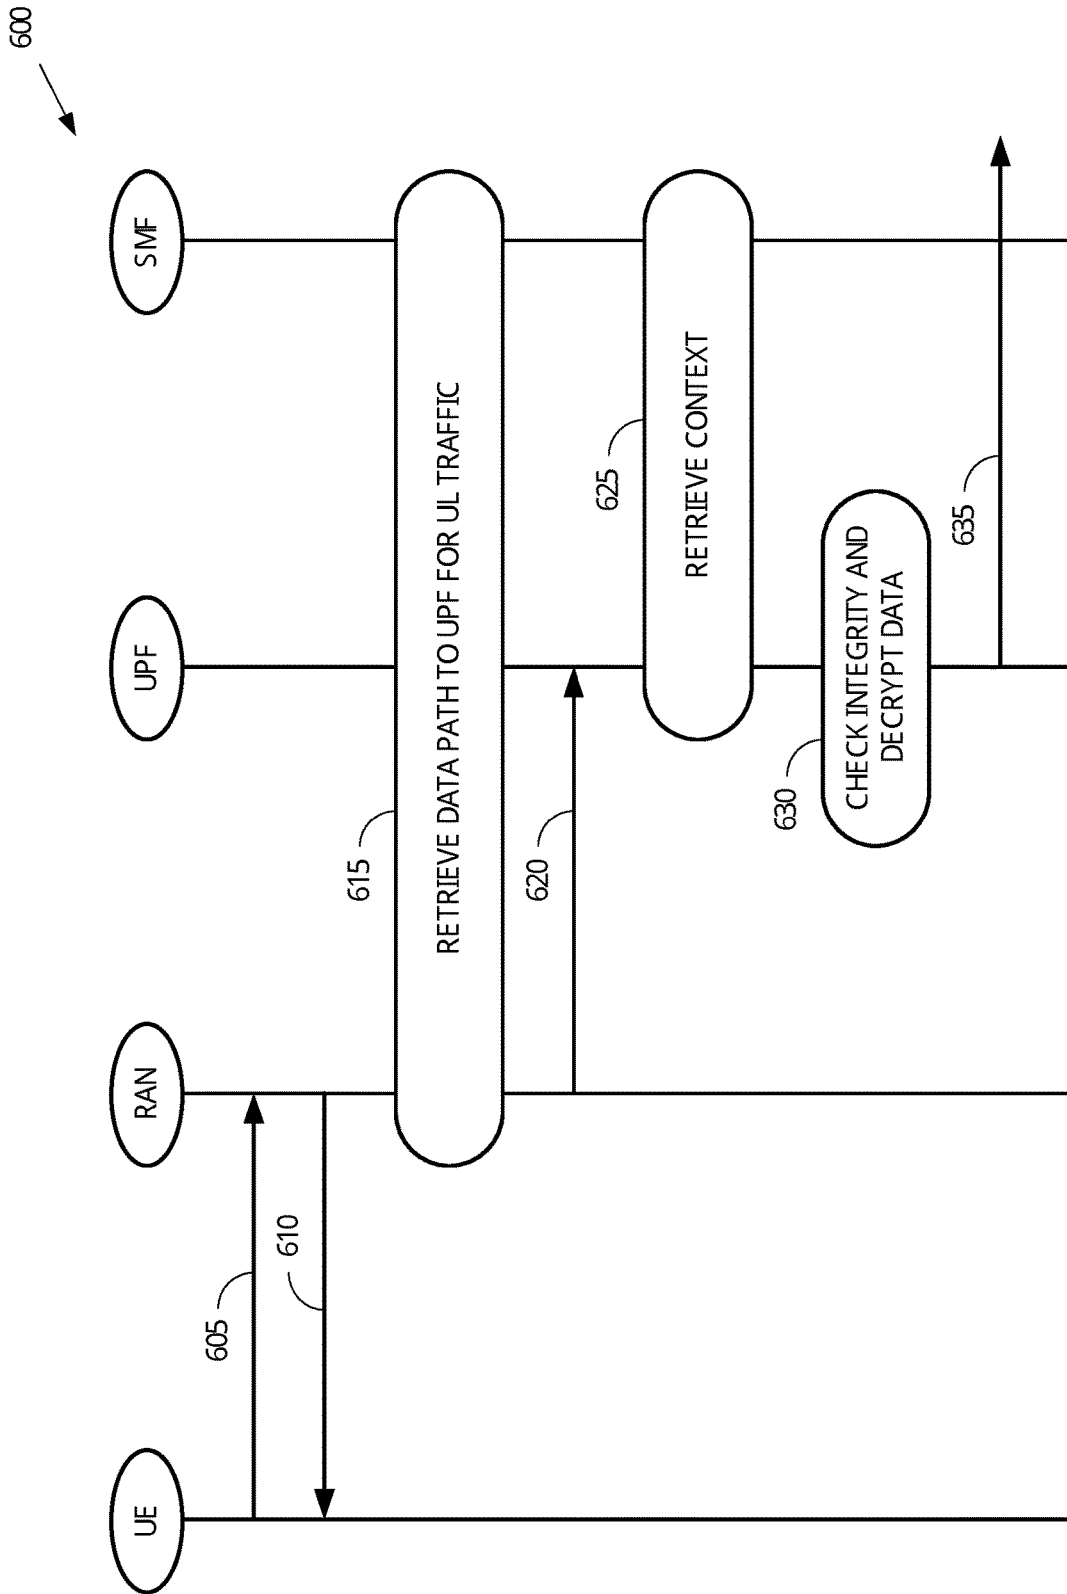 600
UE
RAN
UPF
SMF
605
610
615
RETRIEVE DATA PATH TO UPF FOR UL TRAFFIC
620
625
RETRIEVE CONTEXT
630
CHECK INTEGRITY AND
DECRYPT DATA
635